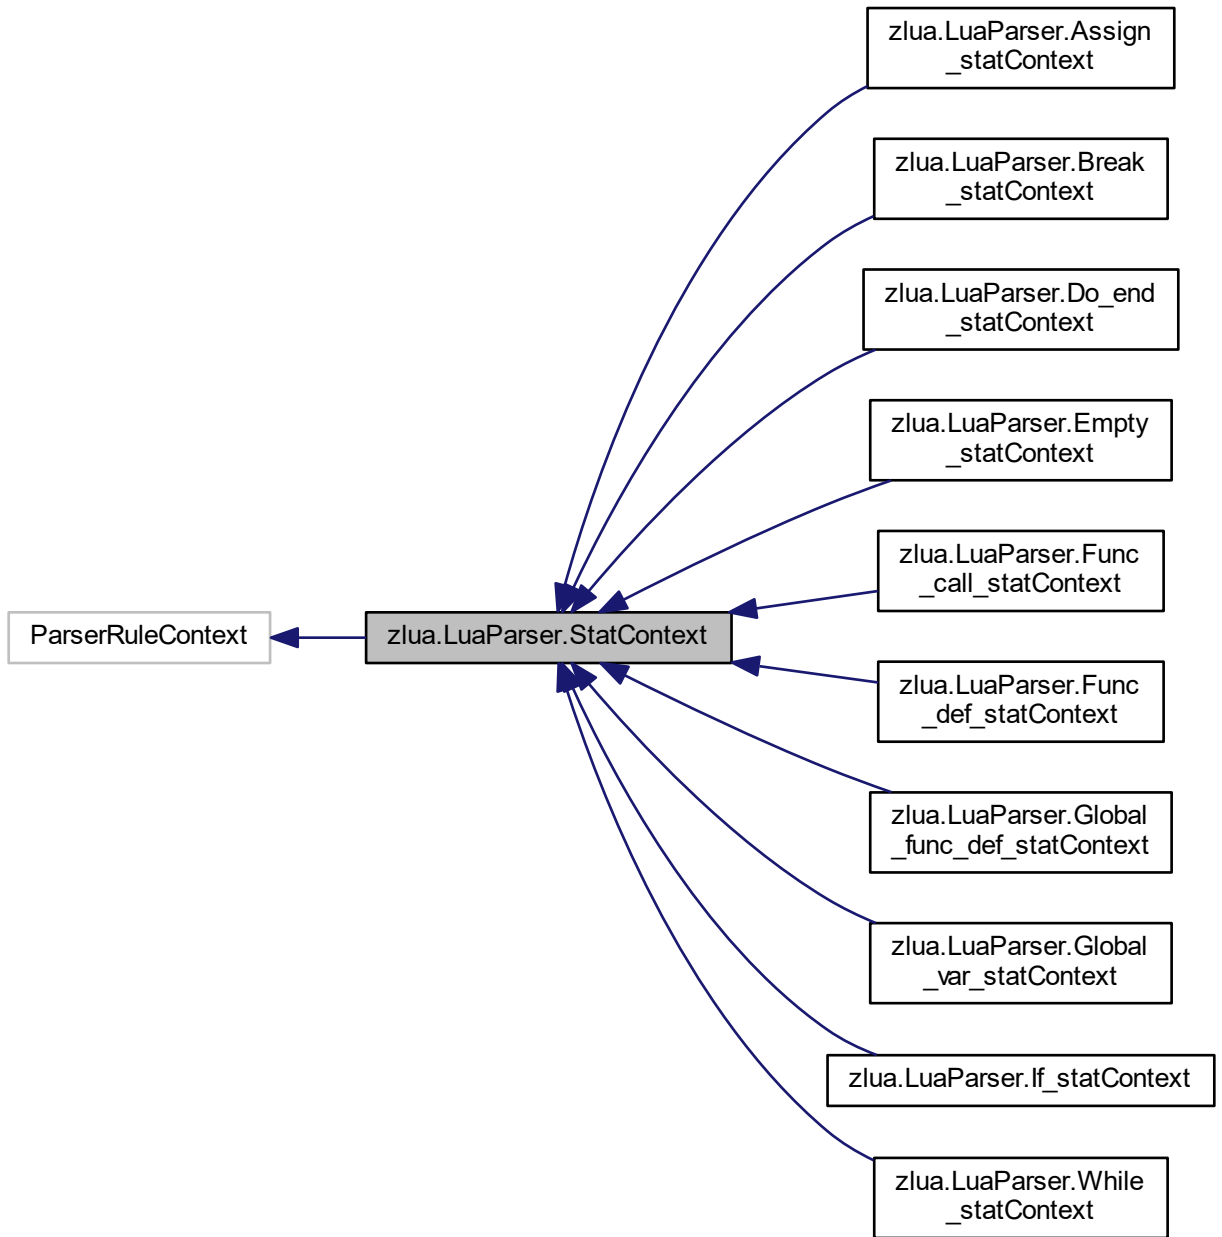 zlua.LuaParser.Assign
_statContext
zlua.LuaParser.Break
_statContext
zlua.LuaParser.Do_end
_statContext
zlua.LuaParser.Empty
_statContext
zlua.LuaParser.Func
_call_statContext
ParserRuleContext
zlua.LuaParser.StatContext
zlua.LuaParser.Func
_def_statContext
zlua.LuaParser.Global
_func_def_statContext
zlua.LuaParser.Global
_var_statContext
zlua.LuaParser.If_statContext
zlua.LuaParser.While
_statContext